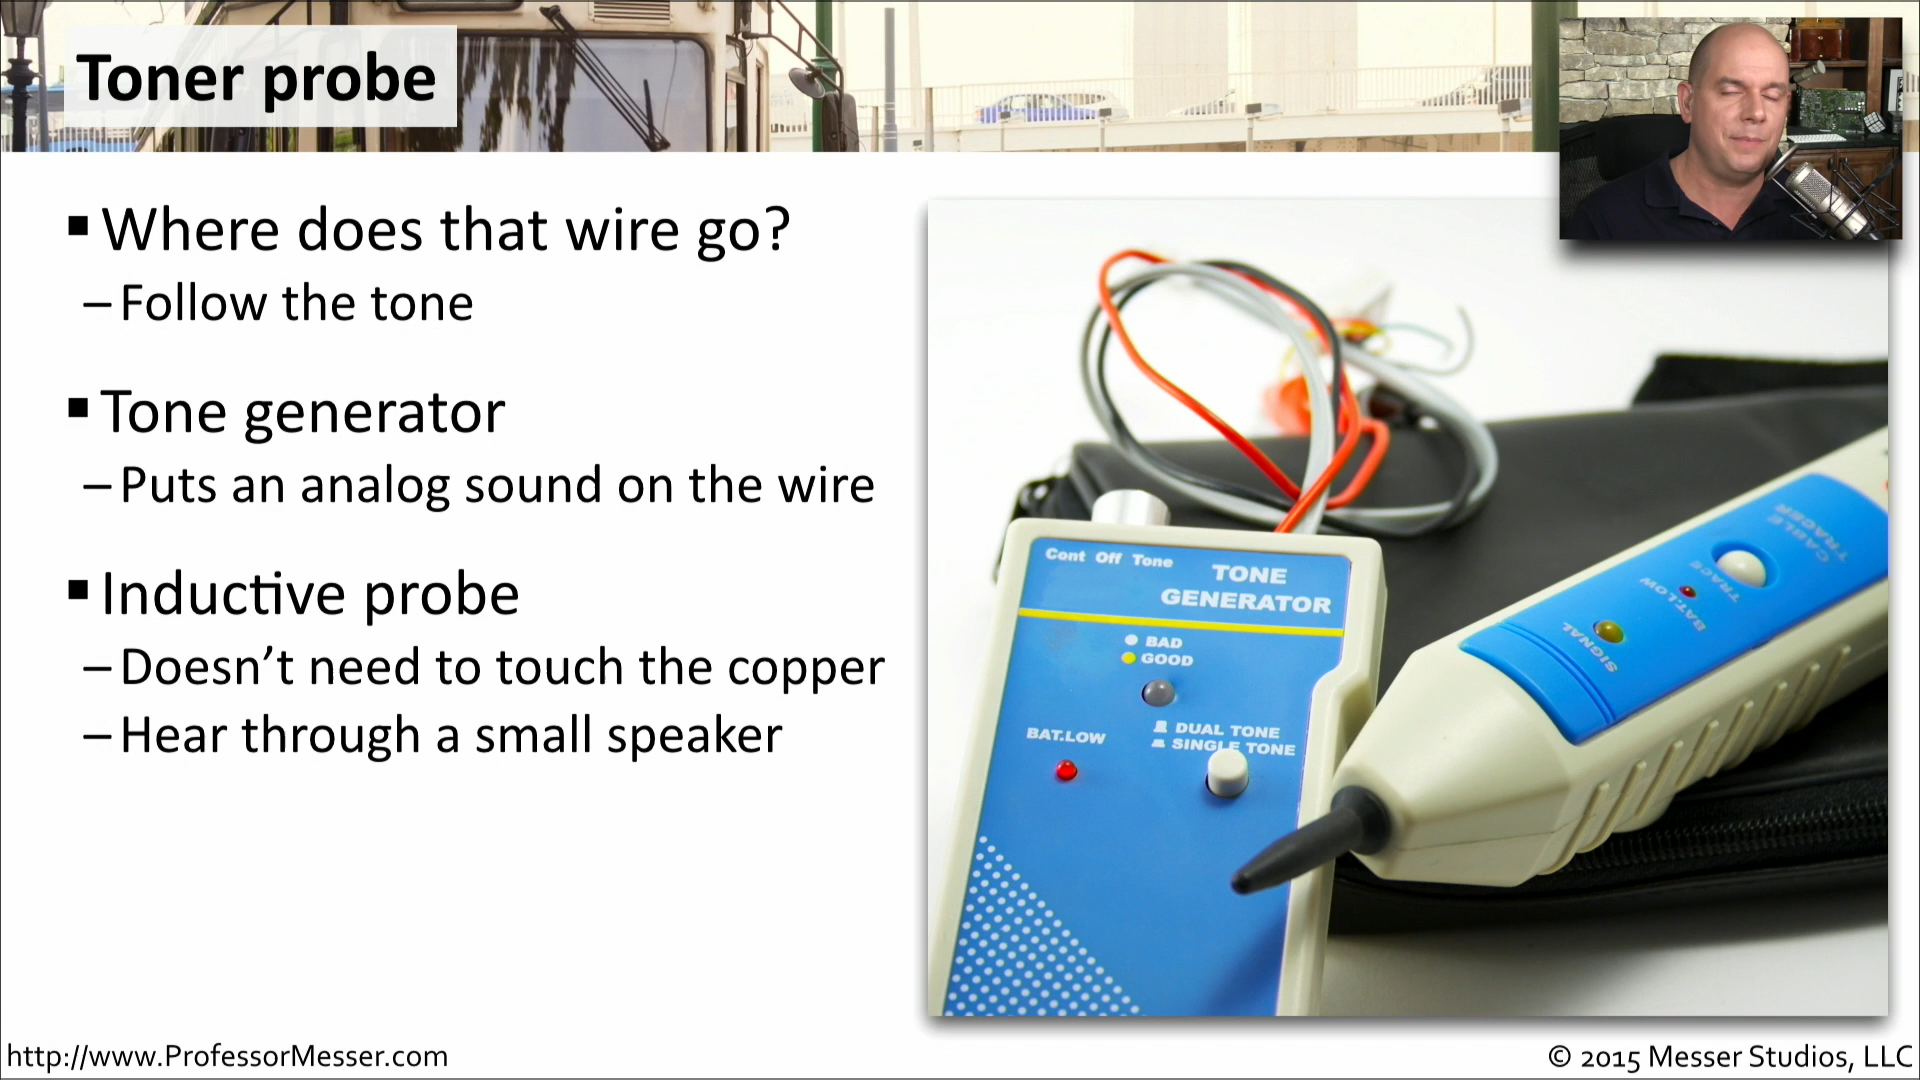 Toner probe
▪ Where does that wire go?
– Follow the tone
▪ Tone generator
– Puts an analog sound on the wire
▪ Inductive probe
– Doesn’t need to touch the copper
– Hear through a small speaker
Cont Off Tone
TONE
GENERATOR
BAD
GOOD
BAT.LOW
DUAL TONE
SINGLE TONE
CABLE
TRACER
TRACE
BAT.LOW
SIGNAL
http://www.ProfessorMesser.com
© 2015 Messer Studios, LLC